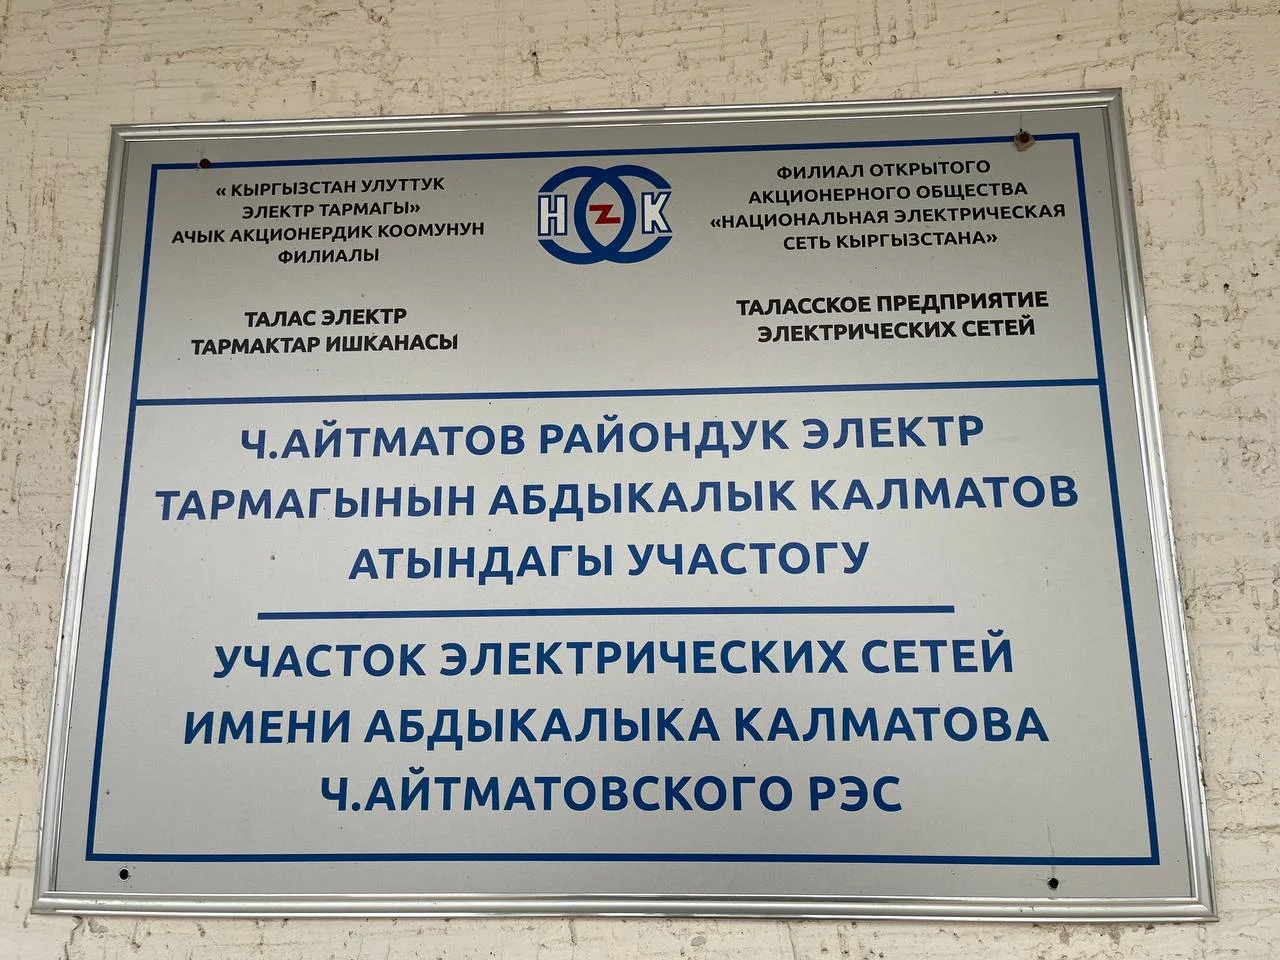 « КЫРГЫЗСТАН УЛУТТУК
ЭЛЕКТР ТАРМАГЫ»
АЧЫК АКЦИОНЕРДИК КООМУНУН
ФИЛИАЛЫ
ТАЛАС ЭЛЕКТР
ТАРМАКТАР ИШКАНАСЫ
НZК
ФИЛИАЛ ОТКРЫТОГО
АКЦИОНЕРНОГО ОБЩЕСТВА
«НАЦИОНАЛЬНАЯ ЭЛЕКТРИЧЕСКАЯ
СЕТЬ КЫРГЫЗСТАНА»
ТАЛАССКОЕ ПРЕДПРИЯТИЕ
ЭЛЕКТРИЧЕСКИХ СЕТЕЙ
Ч.АЙТМАТОВ РАЙОНДУК ЭЛЕКТР
ТАРМАГЫНЫН АБДЫКАЛЫК КАЛМАТОВ
АТЫНДАГЫ УЧАСТОГУ
УЧАСТОК ЭЛЕКТРИЧЕСКИХ СЕТЕЙ
ИМЕНИ АБДЫКАЛЫКА КАЛМАТОВА
Ч.АЙТМАТОВСКОГО РЭС